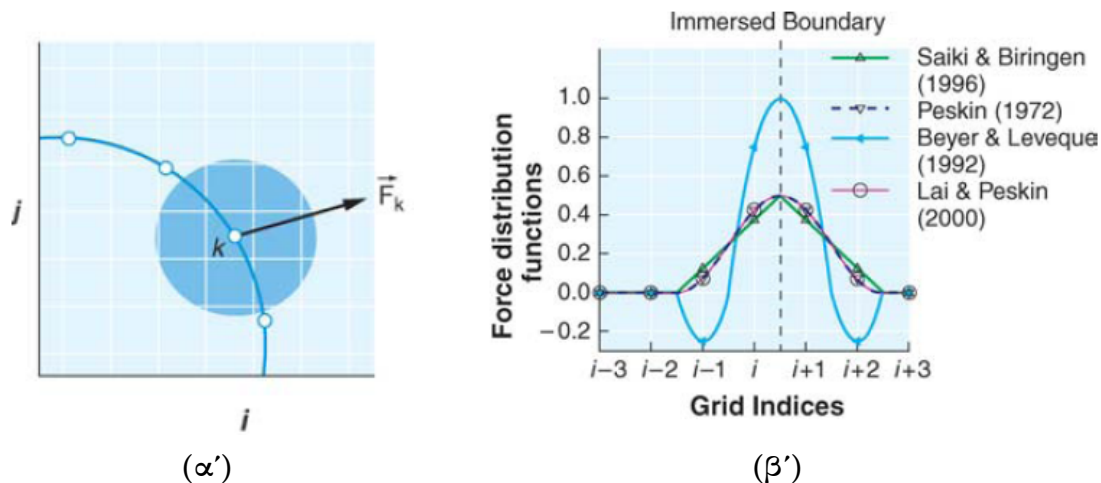 j
k
F_k
i
(α΄)
Immersed Boundary
Force distribution
functions
1.0
0.8
0.6
0.4
0.2
0.0
−0.2
i−3 i−2 i−1 i i+1 i+2 i+3
Grid Indices
Saiki & Biringen
(1996)
Peskin (1972)
Beyer & Leveque
(1992)
Lai & Peskin
(2000)
(β΄)